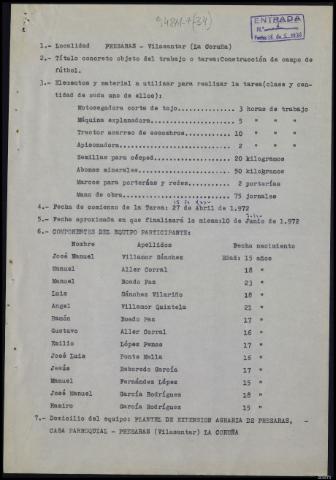 ENTRADA
1.- Localidad PRESARAS - Vilasantar (La Coruña)
2.- Título concreto objeto del trabajo o tarea:Construcción de campo de
fútbol.
3.- Elementos y material a utilizar para realizar la tarea(clase y can-
tidad de cada uno de ellos):
Motosegadora corta de tojo 3 horas de trabajo
Máquina explanadora 5 " "
Tractor acarreo de escombros 10 " "
Apisonadora 2 " "
Semillas para césped 20 kilogramos
Abonos minerales 50 kilogramos
Marcos para porterías y redes 2 porterías
Mano de obra 75 jornales
4.- Fecha de comienzo de la Tarea: 27 de Abril de 1.972
5.- Fecha aproximada en que finalizará la misma:10 de Junio de 1.972
6.- COMPONENTES DEL EQUIPO PARTICIPANTE:
Nombre Apellidos Fecha nacimiento
José Manuel Villamor Sánchez Edad: 15 años
Manuel Aller Corral 18 "
Manuel Boado Paz 23 "
Luis Sánchez Vilariño 18 "
Angel Villamor Quintela 21 "
Ramón Boado Paz 17 "
Gustavo Aller Corral 16 "
Emilio López Panos 17 "
José Luis Ponte Mella 16 "
Jesús Raboredo García 17 "
Manuel Fernández López 15 "
José Manuel García Rodríguez 18 "
Ramiro García Rodríguez 15 "
7.- Domicilio del equipo: PLANTEL DE EXTENSION AGRARIA DE PRESARAS, -
CASA PARROQUIAL - PRESARAS (Vilasantar) LA CORUÑA